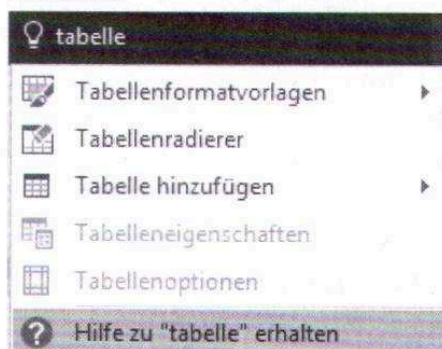 tabelle
Tabellenformatvorlagen
Tabellenradierer
Tabelle hinzufügen
Tabelleneigenschaften
Tabellenoptionen
Hilfe zu "tabelle" erhalten